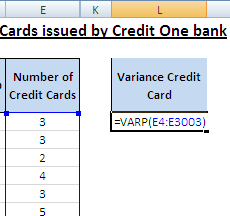 E K L
Cards issued by Credit One bank
Number of
Credit Cards
Variance Credit
Card
3 =VARP(E4:E3003)
3
2
4
3
5